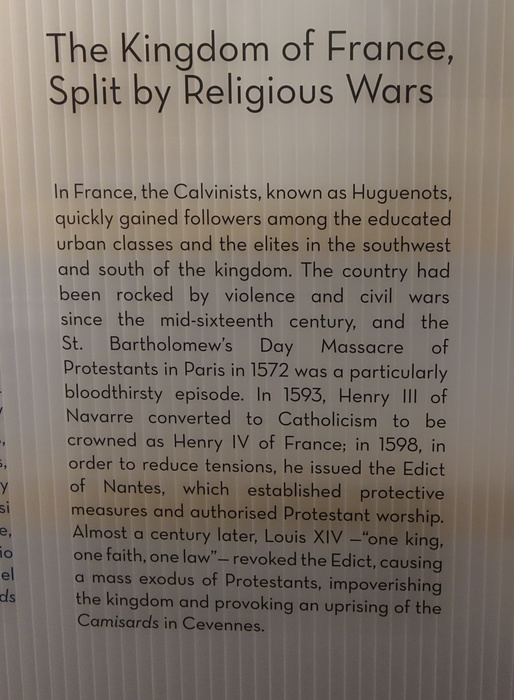 The Kingdom of France,
Split by Religious Wars
In France, the Calvinists, known as Huguenots,
quickly gained followers among the educated
urban classes and the elites in the southwest
and south of the kingdom. The country had
been rocked by violence and civil wars
since the mid-sixteenth century, and the
St. Bartholomew's Day Massacre of
Protestants in Paris in 1572 was a particularly
bloodthirsty episode. In 1593, Henry III of
Navarre converted to Catholicism to be
crowned as Henry IV of France; in 1598, in
order to reduce tensions, he issued the Edict
of Nantes, which established protective
measures and authorised Protestant worship.
Almost a century later, Louis XIV –“one king,
one faith, one law”– revoked the Edict, causing
a mass exodus of Protestants, impoverishing
the kingdom and provoking an uprising of the
Camisards in Cevennes.